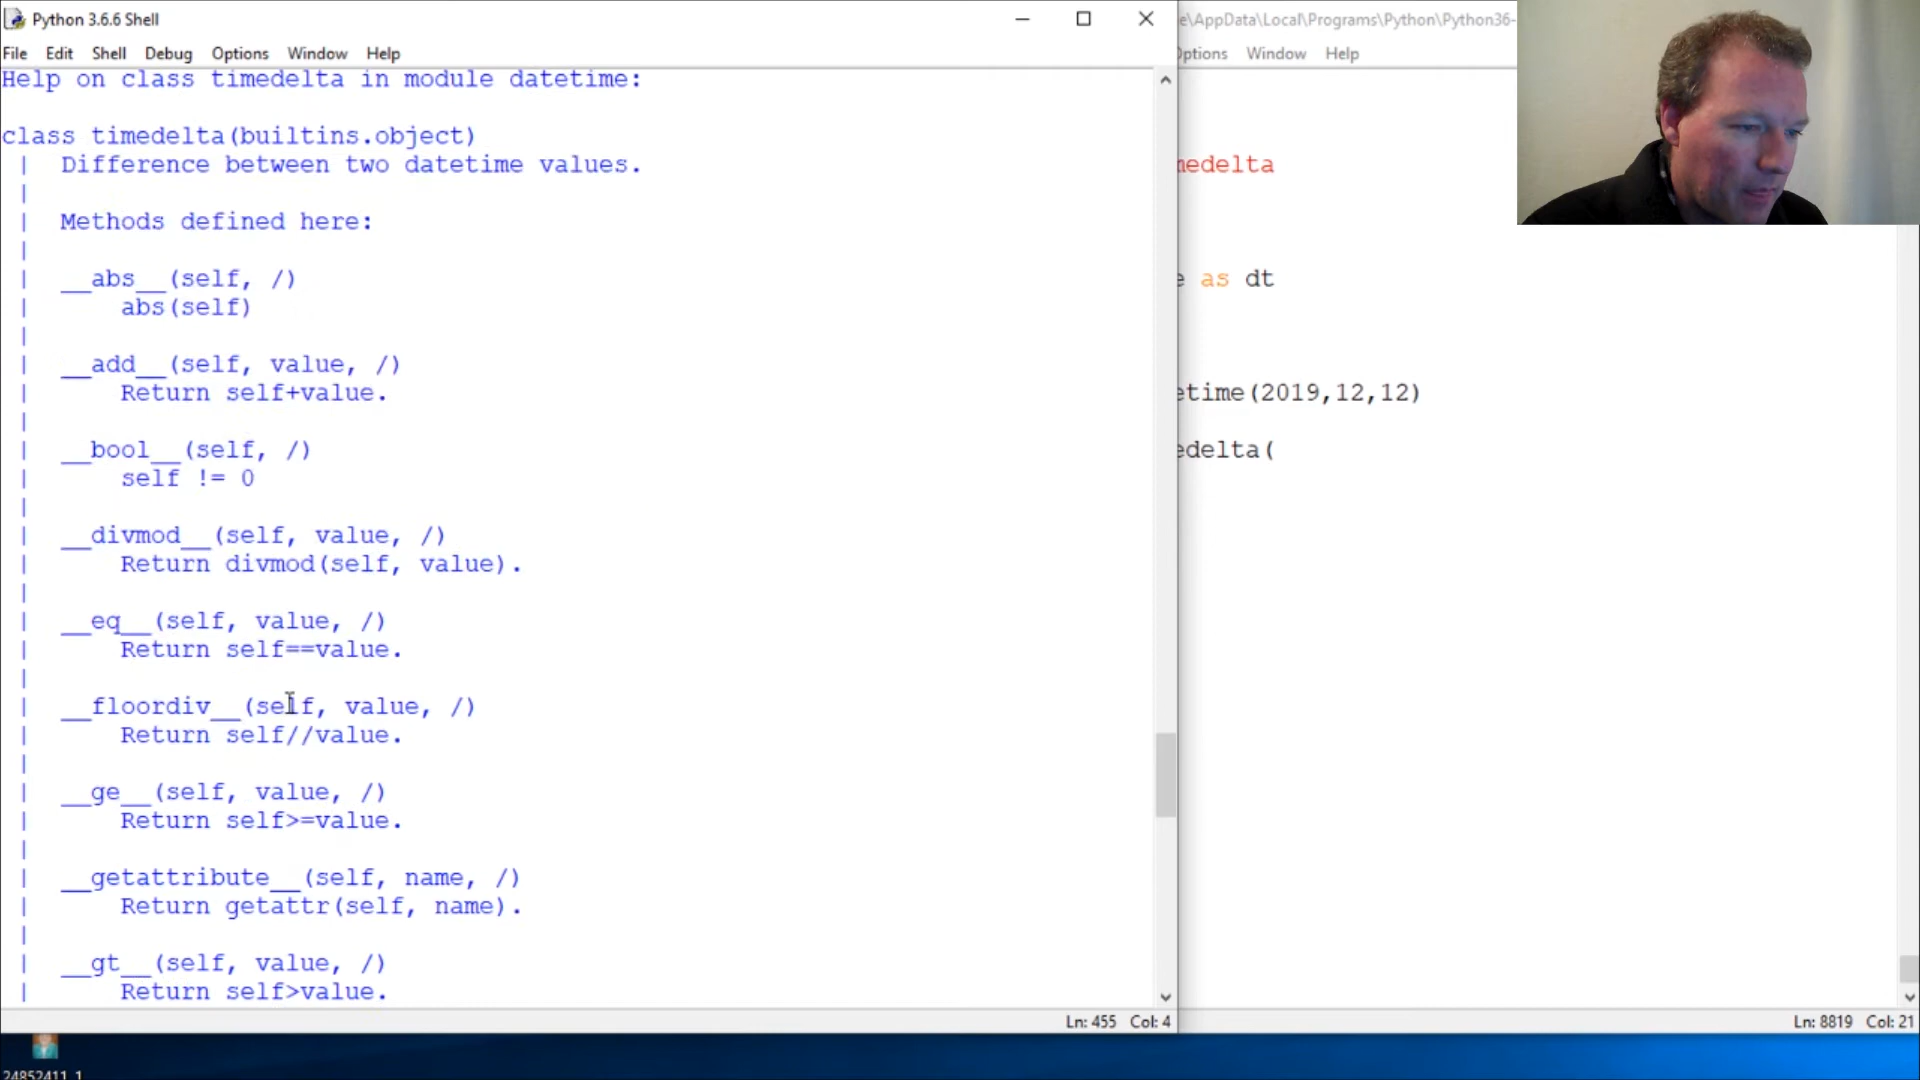 Python 3.6.6 Shell
File Edit Shell Debug Options Window Help
Help on class timedelta in module datetime:
class timedelta(builtins.object)
| Difference between two datetime values.
|
| Methods defined here:
|
| __abs__(self, /)
| abs(self)
|
| __add__(self, value, /)
| Return self+value.
|
| __bool__(self, /)
| self != 0
|
| __divmod__(self, value, /)
| Return divmod(self, value).
|
| __eq__(self, value, /)
| Return self==value.
|
| __floordiv__(self, value, /)
| Return self//value.
|
| __ge__(self, value, /)
| Return self>=value.
|
| __getattribute__(self, name, /)
| Return getattr(self, name).
|
| __gt__(self, value, /)
| Return self>value.
Ln: 455 Col: 4
e\AppData\Local\Programs\Python\Python36-
Options Window Help
medelta
e as dt
etime(2019,12,12)
edelta(
Ln: 8819 Col: 21
24852411_1